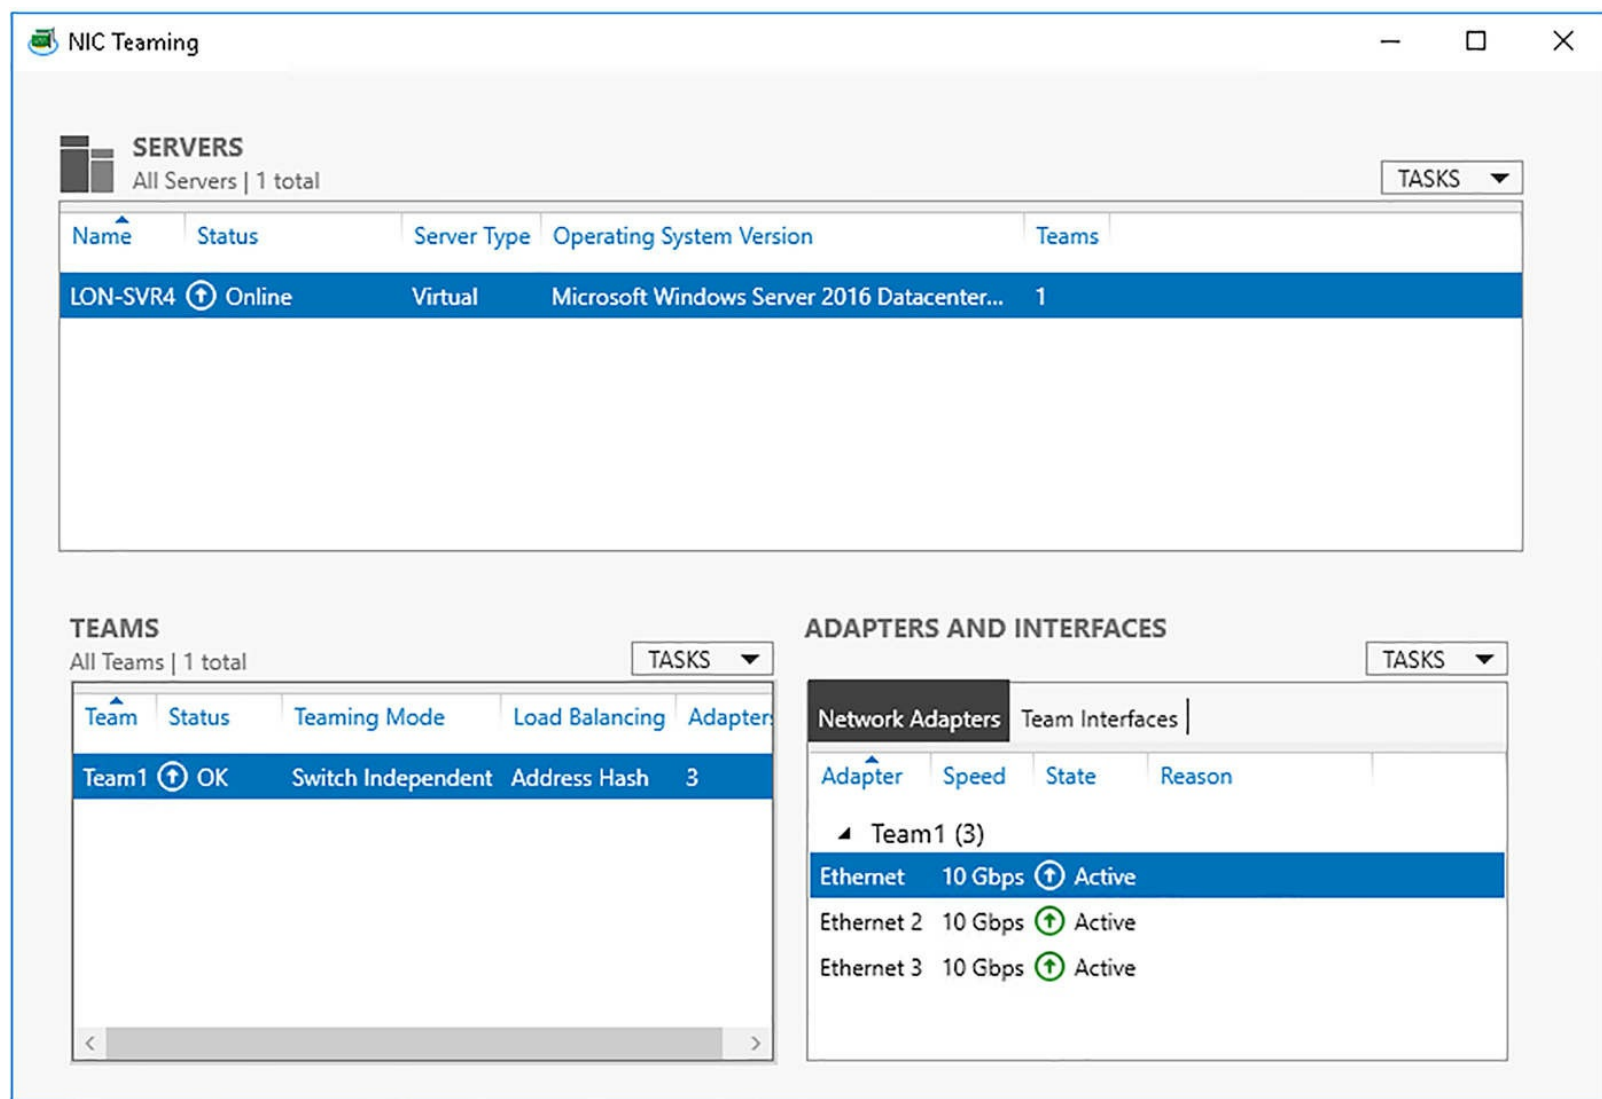 NIC Teaming
SERVERS
All Servers | 1 total
TASKS
Name Status Server Type Operating System Version Teams
LON-SVR4 Online Virtual Microsoft Windows Server 2016 Datacenter... 1
TEAMS
All Teams | 1 total
TASKS
Team Status Teaming Mode Load Balancing Adapters
Team1 OK Switch Independent Address Hash 3
ADAPTERS AND INTERFACES
TASKS
Network Adapters Team Interfaces
Adapter Speed State Reason
Team1 (3)
Ethernet 10 Gbps Active
Ethernet 2 10 Gbps Active
Ethernet 3 10 Gbps Active